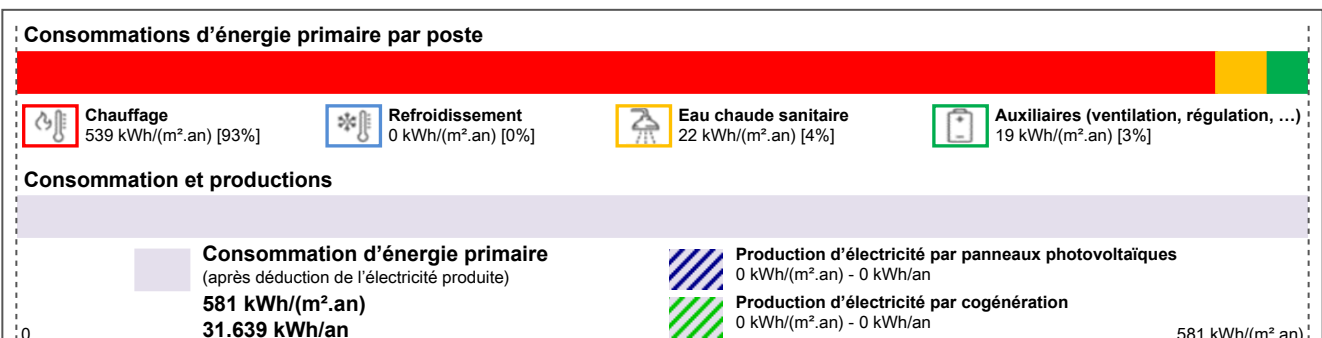 Consommations d’énergie primaire par poste
Chauffage
539 kWh/(m².an) [93%]
Refroidissement
0 kWh/(m².an) [0%]
Eau chaude sanitaire
22 kWh/(m².an) [4%]
Auxiliaires (ventilation, régulation, …)
19 kWh/(m².an) [3%]
Consommation et productions
Consommation d’énergie primaire
(après déduction de l’électricité produite)
581 kWh/(m².an)
31.639 kWh/an
Production d’électricité par panneaux photovoltaïques
0 kWh/(m².an) - 0 kWh/an
Production d’électricité par cogénération
0 kWh/(m².an) - 0 kWh/an
0
581 kWh/(m².an)